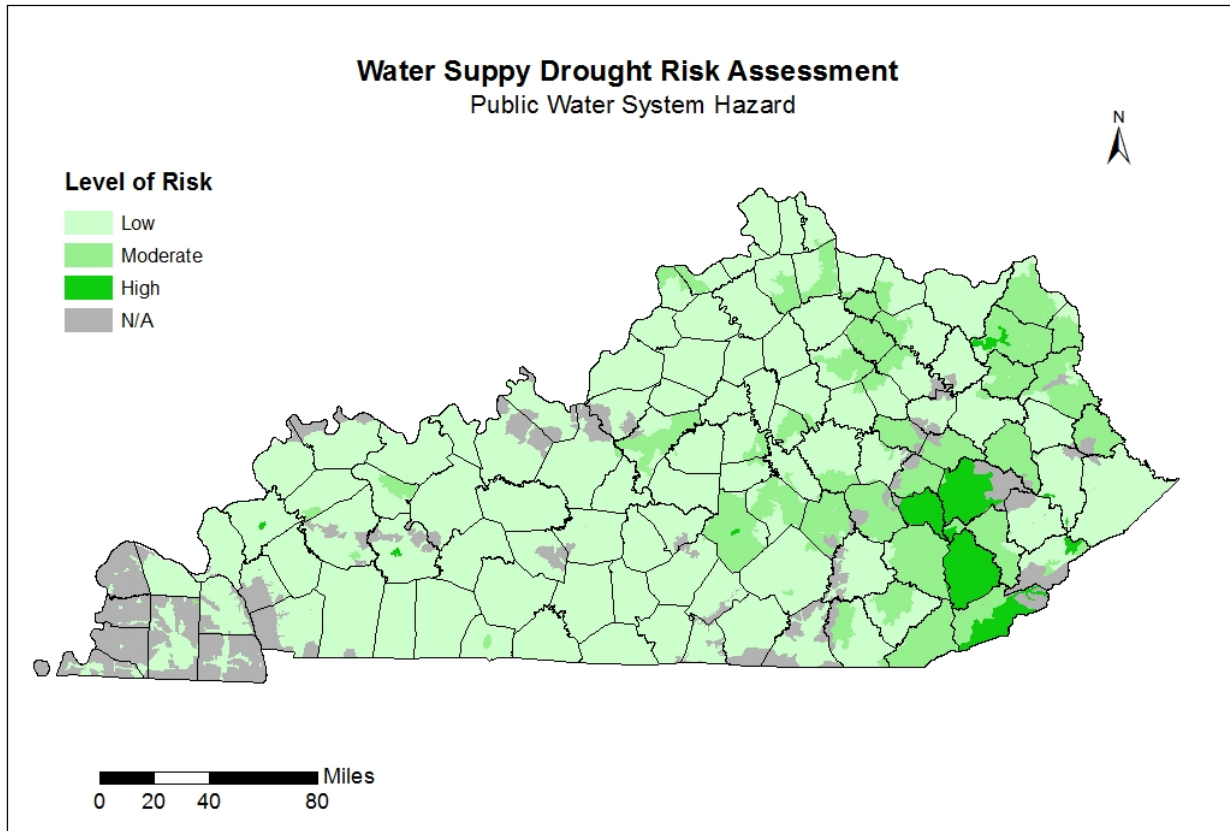 Water Suppy Drought Risk Assessment
Public Water System Hazard
N
Level of Risk
Low
Moderate
High
N/A
Miles
0 20 40 80